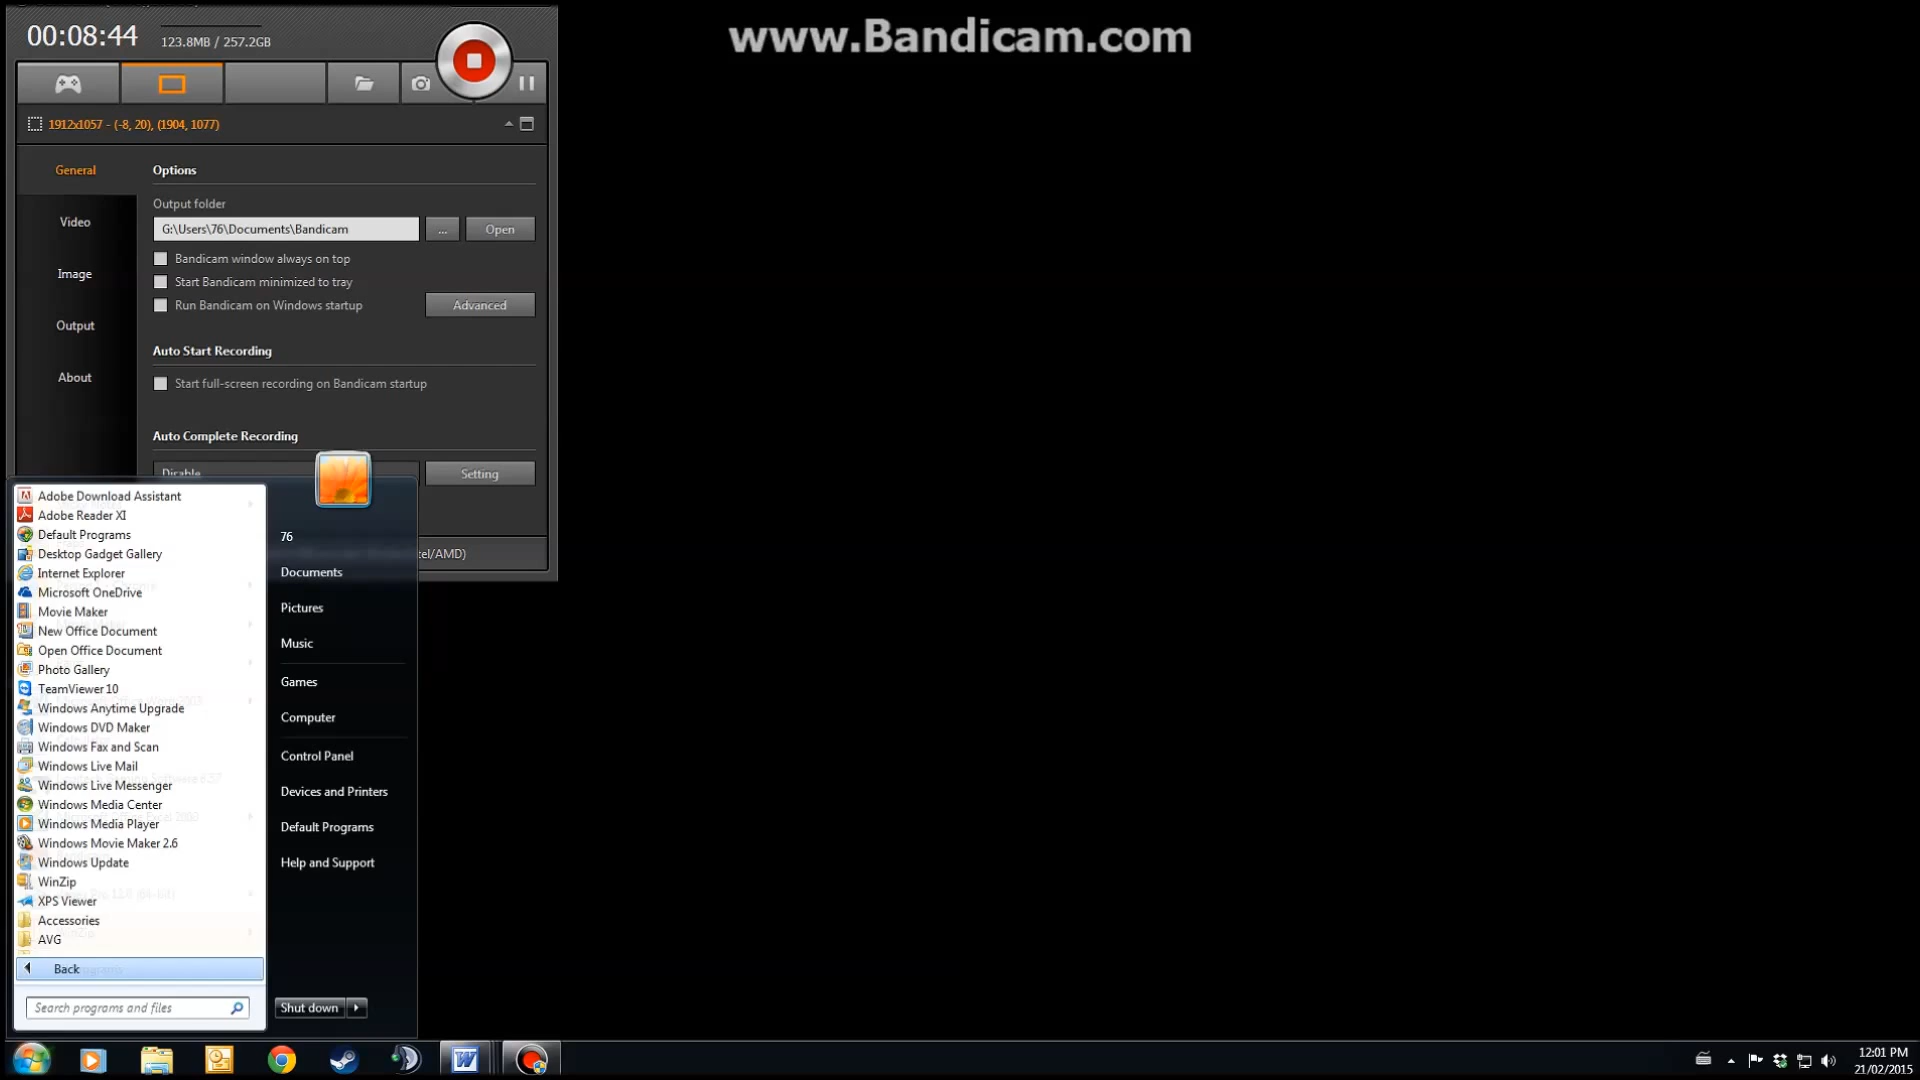 www.Bandicam.com
00:08:44
123.8MB / 257.2GB
1912x1057 - (-8, 20), (1904, 1077)
General
Video
Image
Output
About
Options
Output folder
G:\Users\76\Documents\Bandicam
...
Open
Bandicam window always on top
Start Bandicam minimized to tray
Run Bandicam on Windows startup
Advanced
Auto Start Recording
Start full-screen recording on Bandicam startup
Auto Complete Recording
Disable
Setting
tel/AMD)
Adobe Download Assistant
Adobe Reader XI
Default Programs
Desktop Gadget Gallery
Internet Explorer
Microsoft OneDrive
Movie Maker
New Office Document
Open Office Document
Photo Gallery
TeamViewer 10
Windows Anytime Upgrade
Windows DVD Maker
Windows Fax and Scan
Windows Live Mail
Windows Live Messenger
Windows Media Center
Windows Media Player
Windows Movie Maker 2.6
Windows Update
WinZip
XPS Viewer
Accessories
AVG
Back
Search programs and files
76
Documents
Pictures
Music
Games
Computer
Control Panel
Devices and Printers
Default Programs
Help and Support
Shut down
12:01 PM
21/02/2015